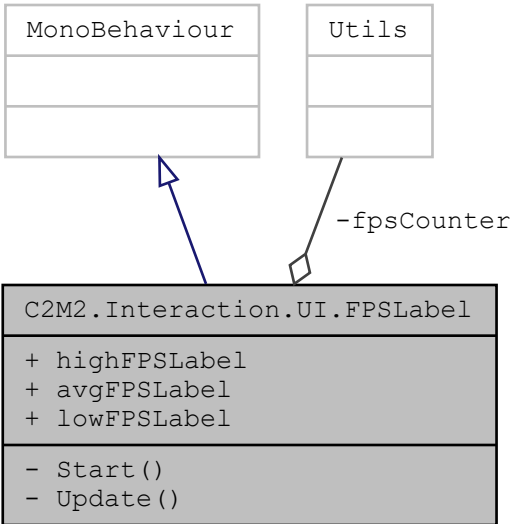 MonoBehaviour
Utils
-fpsCounter
C2M2.Interaction.UI.FPSLabel
+ highFPSLabel
+ avgFPSLabel
+ lowFPSLabel
- Start()
- Update()